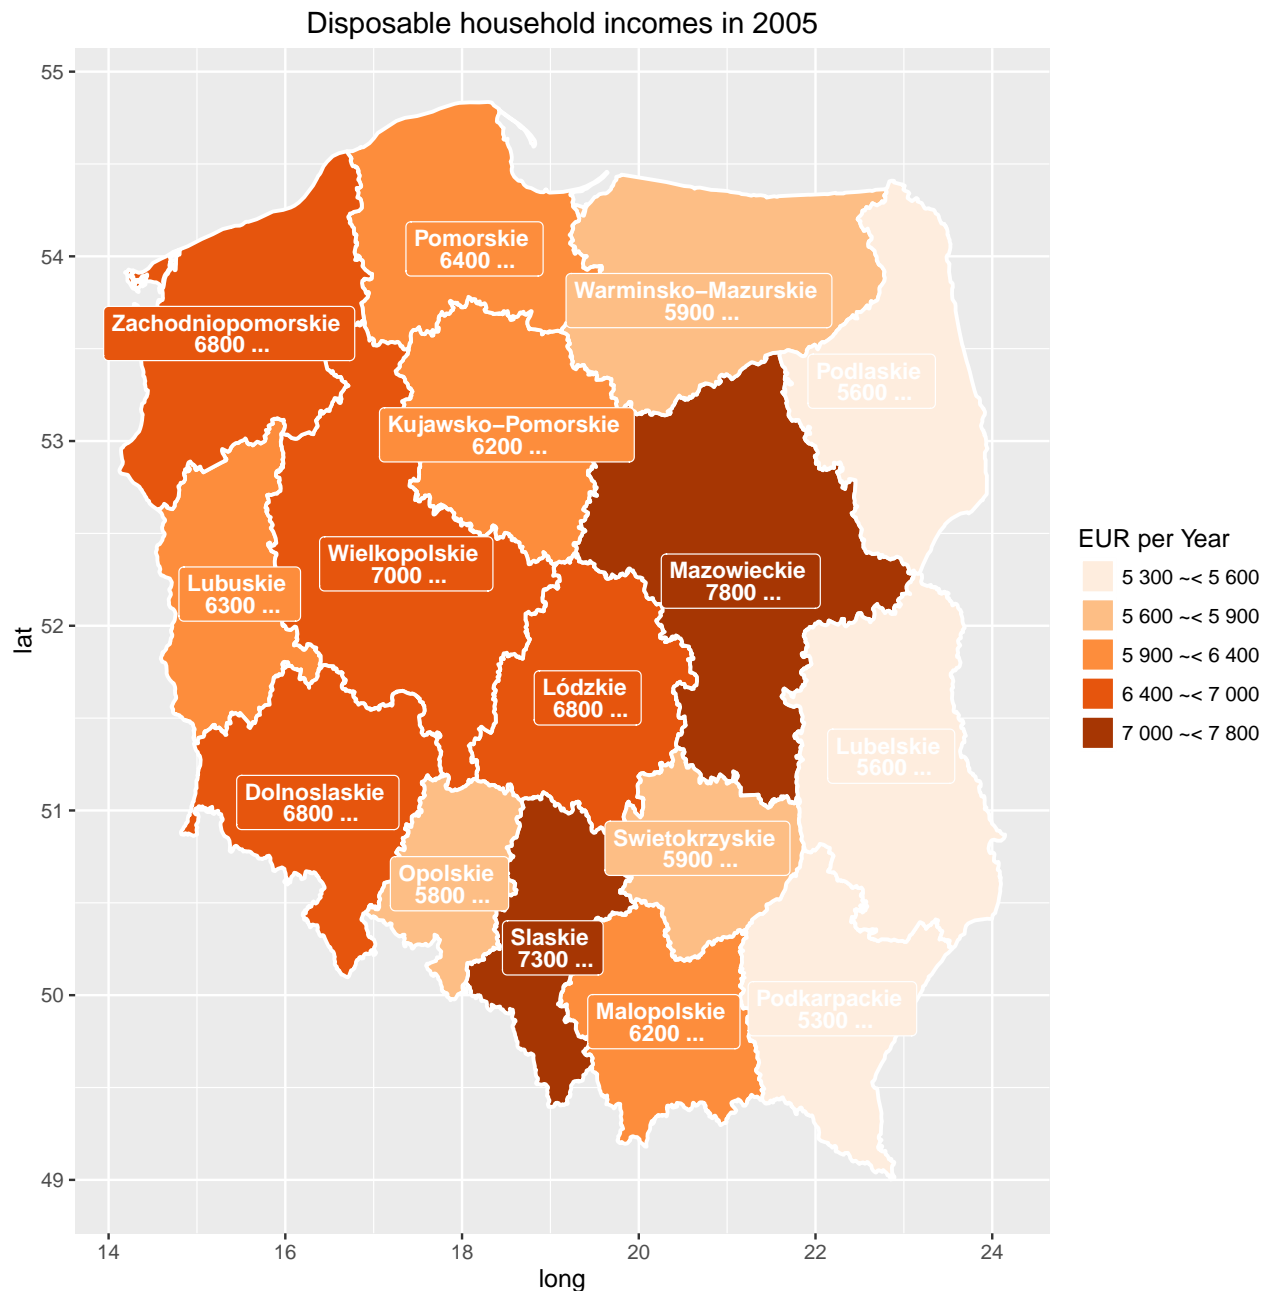 Disposable household incomes in 2005
55
54
53
52
51
50
49
lat
14
16
18
20
22
24
long
Pomorskie
6400 ...
Warminsko−Mazurskie
5900 ...
Zachodniopomorskie
6800 ...
Podlaskie
5600 ...
Kujawsko−Pomorskie
6200 ...
Wielkopolskie
7000 ...
Mazowieckie
7800 ...
Lubuskie
6300 ...
Lódzkie
6800 ...
Lubelskie
5600 ...
Dolnoslaskie
6800 ...
Swietokrzyskie
5900 ...
Opolskie
5800 ...
Slaskie
7300 ...
Malopolskie
6200 ...
Podkarpackie
5300 ...
EUR per Year
5 300 ~< 5 600
5 600 ~< 5 900
5 900 ~< 6 400
6 400 ~< 7 000
7 000 ~< 7 800